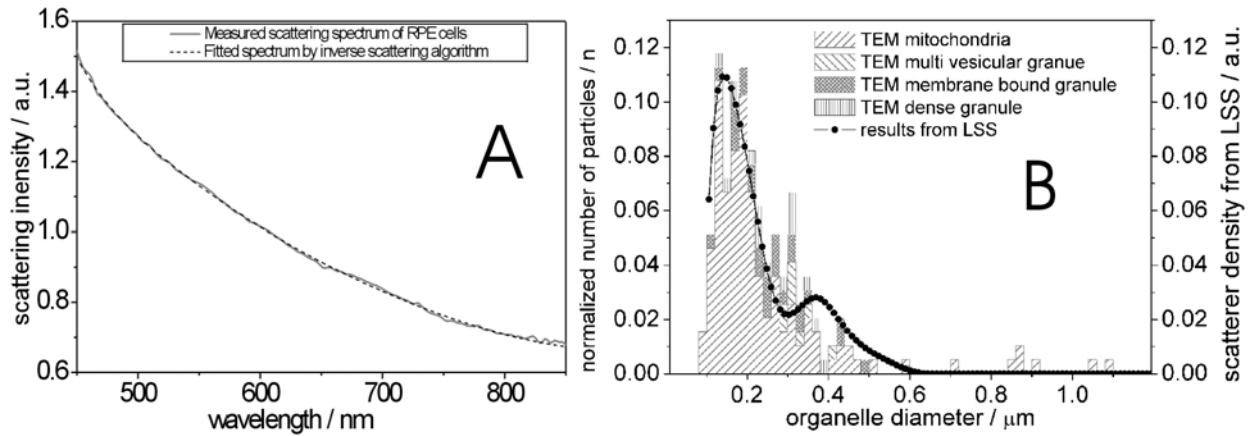 Measured scattering spectrum of RPE cells
Fitted spectrum by inverse scattering algorithm
A
scattering inensity / a.u.
1.6
1.4
1.2
1.0
0.8
0.6
500
600
700
800
wavelength / nm
TEM mitochondria
TEM multi vesicular granue
TEM membrane bound granule
TEM dense granule
results from LSS
B
normalized number of particles / n
0.12
0.10
0.08
0.06
0.04
0.02
0.00
0.2
0.4
0.6
0.8
1.0
organelle diameter / μm
0.12
0.10
0.08
0.06
0.04
0.02
0.00
scatterer density from LSS / a.u.